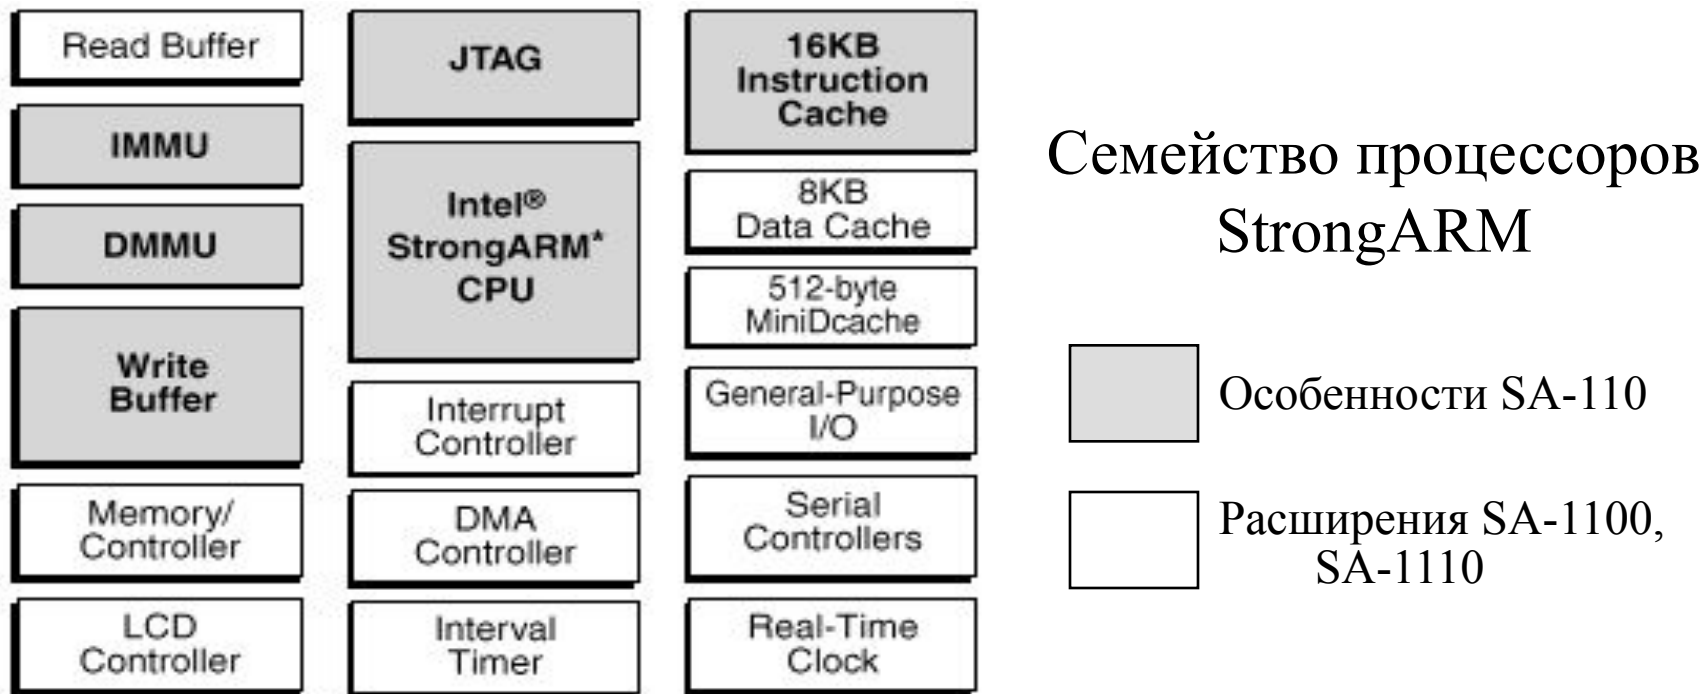 Read Buffer
IMMU
DMMU
Write
Buffer
Memory/
Controller
LCD
Controller
JTAG
Intel®
StrongARM*
CPU
Interrupt
Controller
DMA
Controller
Interval
Timer
16KB
Instruction
Cache
8KB
Data Cache
512-byte
MiniDcache
General-Purpose
I/O
Serial
Controllers
Real-Time
Clock
Семейство процессоров
StrongARM
Особенности SA-110
Расширения SA-1100,
SA-1110